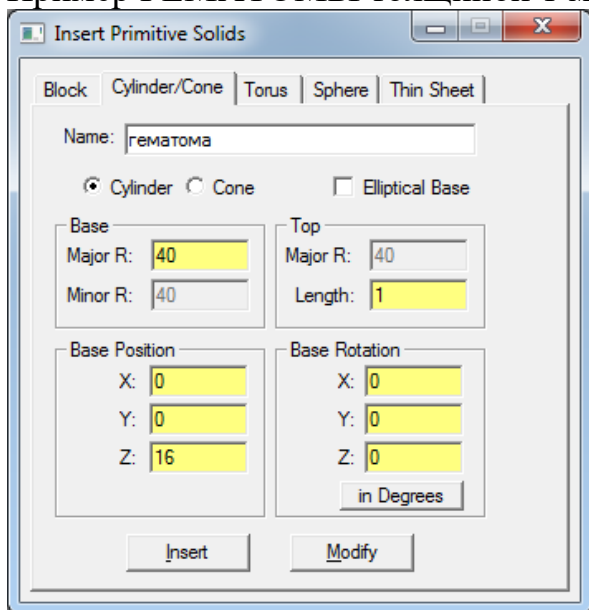 Insert Primitive Solids
Block Cylinder/Cone Torus Sphere Thin Sheet
Name: гематома
Cylinder Cone Elliptical Base
Base Top
Major R: 40 Major R: 40
Minor R: 40 Length: 1
Base Position Base Rotation
X: 0 X: 0
Y: 0 Y: 0
Z: 16 Z: 0
in Degrees
Insert Modify